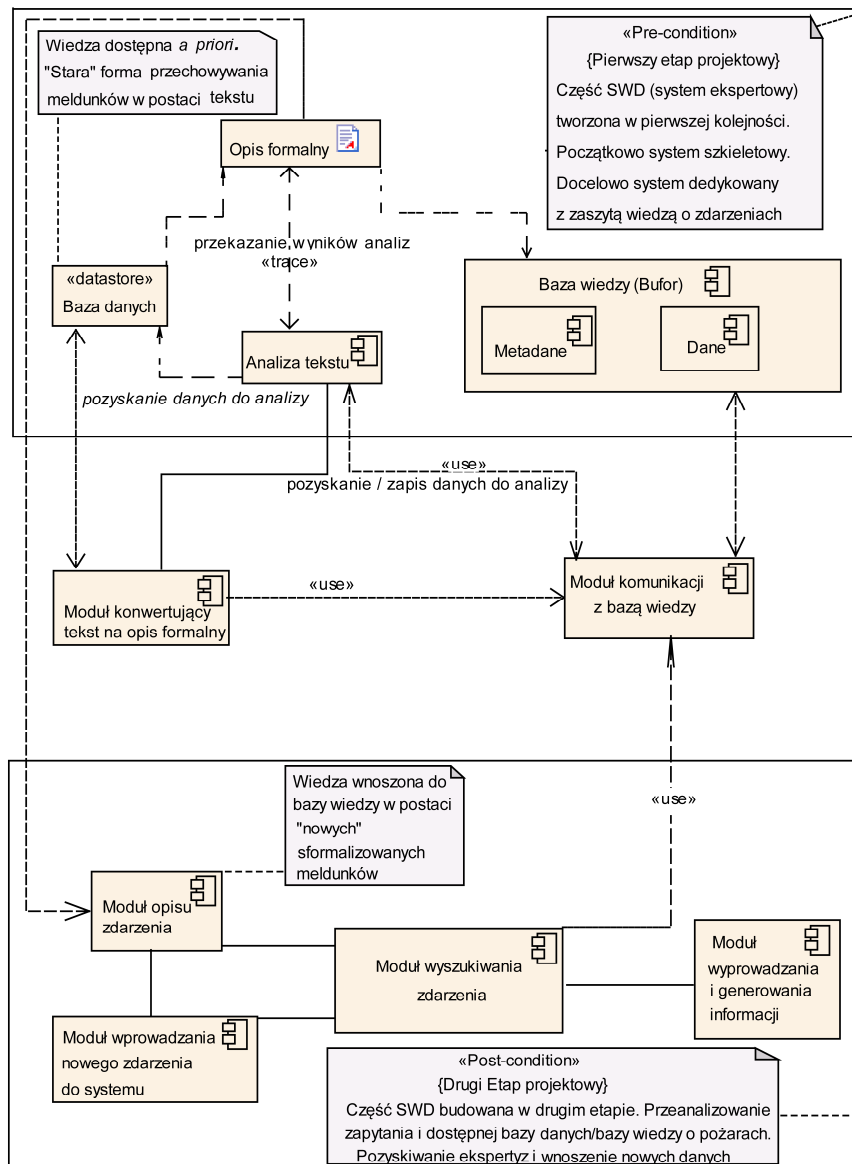 Wiedza dostępna a priori.
"Stara" forma przechowywania
meldunków w postaci tekstu
«Pre-condition»
{Pierwszy etap projektowy}
Część SWD (system ekspertowy)
tworzona w pierwszej kolejności.
Początkowo system szkieletowy.
Docelowo system dedykowany
z zaszytą wiedzą o zdarzeniach
Opis formalny
przekazanie wyników analiz
«trace»
«datastore»
Baza danych
Baza wiedzy (Bufor)
Metadane
Dane
Analiza tekstu
pozyskanie danych do analizy
«use»
pozyskanie / zapis danych do analizy
Moduł konwertujący
tekst na opis formalny
«use»
Moduł komunikacji
z bazą wiedzy
«use»
Wiedza wnoszona do
bazy wiedzy w postaci
"nowych"
sformalizowanych
meldunków
Moduł opisu
zdarzenia
Moduł wyszukiwania
zdarzenia
Moduł
wyprowadzania
i generowania
informacji
Moduł wprowadzania
nowego zdarzenia
do systemu
«Post-condition»
{Drugi Etap projektowy}
Część SWD budowana w drugim etapie. Przeanalizowanie
zapytania i dostępnej bazy danych/bazy wiedzy o pożarach.
Pozyskiwanie ekspertyz i wnoszenie nowych danych